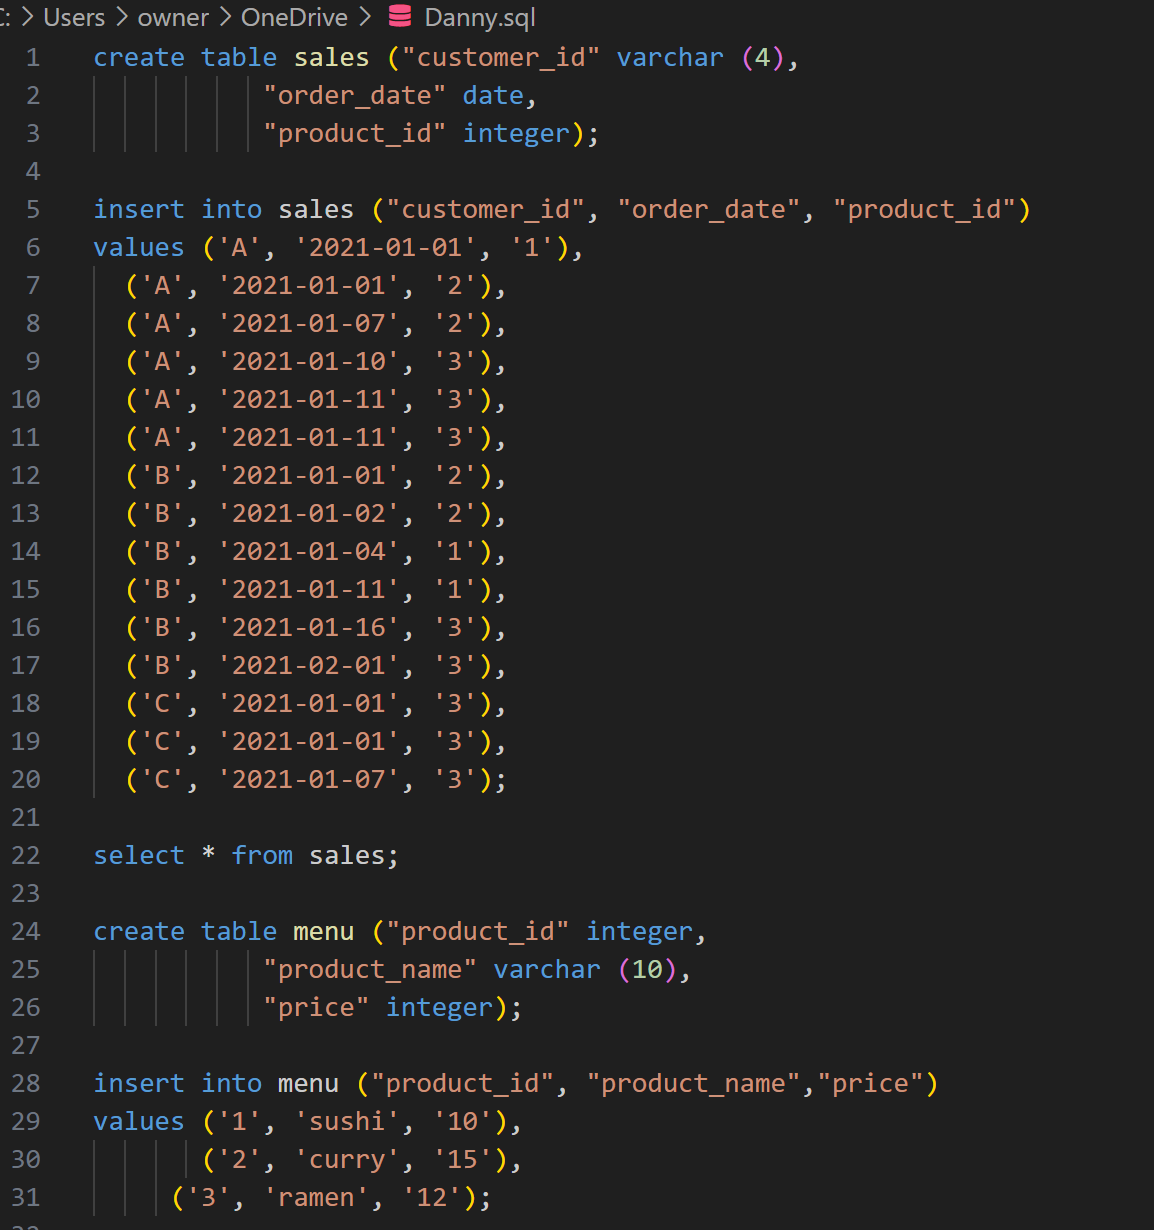 C: > Users > owner > OneDrive > Danny.sql
1 create table sales ("customer_id" varchar (4),
2 "order_date" date,
3 "product_id" integer);
4
5 insert into sales ("customer_id", "order_date", "product_id")
6 values ('A', '2021-01-01', '1'),
7 ('A', '2021-01-01', '2'),
8 ('A', '2021-01-07', '2'),
9 ('A', '2021-01-10', '3'),
10 ('A', '2021-01-11', '3'),
11 ('A', '2021-01-11', '3'),
12 ('B', '2021-01-01', '2'),
13 ('B', '2021-01-02', '2'),
14 ('B', '2021-01-04', '1'),
15 ('B', '2021-01-11', '1'),
16 ('B', '2021-01-16', '3'),
17 ('B', '2021-02-01', '3'),
18 ('C', '2021-01-01', '3'),
19 ('C', '2021-01-01', '3'),
20 ('C', '2021-01-07', '3');
21
22 select * from sales;
23
24 create table menu ("product_id" integer,
25 "product_name" varchar (10),
26 "price" integer);
27
28 insert into menu ("product_id", "product_name","price")
29 values ('1', 'sushi', '10'),
30 ('2', 'curry', '15'),
31 ('3', 'ramen', '12');